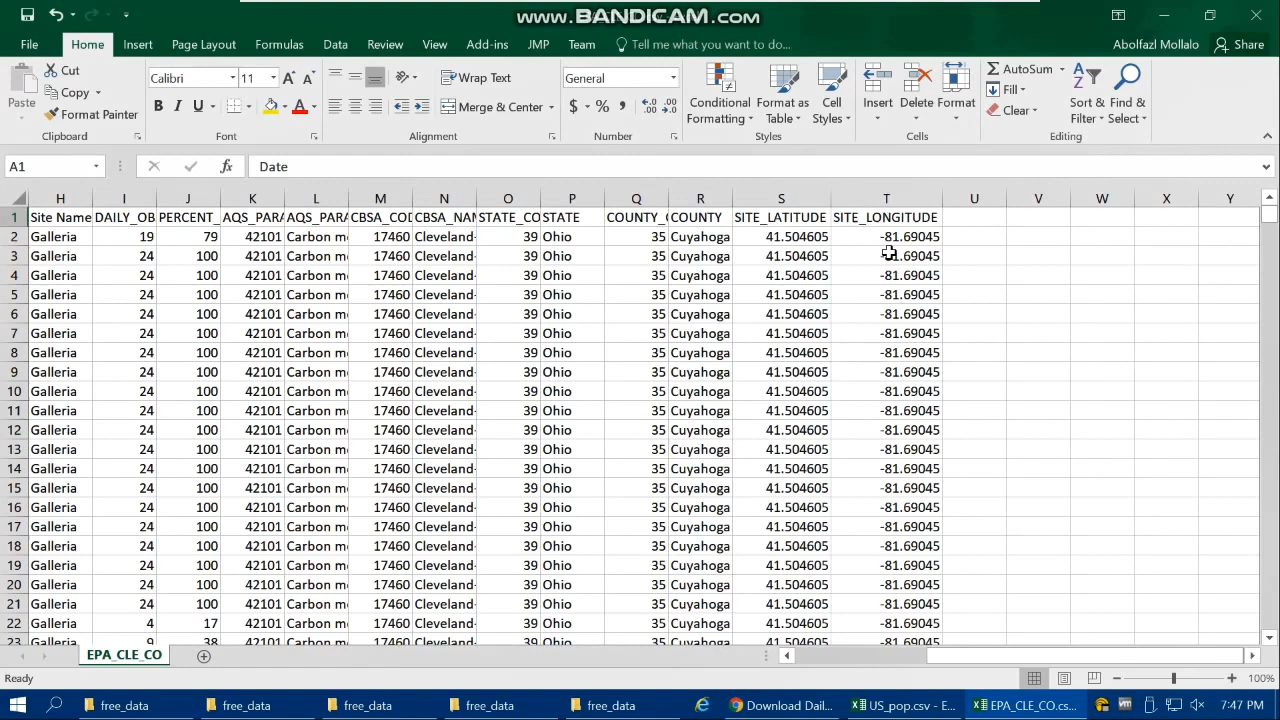 www.BANDICAM.com
File Home Insert Page Layout Formulas Data Review View Add-ins JMP Team Tell me what you want to do... Abolfazl Mollalo Share
Paste Cut Copy Format Painter Clipboard
Calibri 11 B I U A Font
Wrap Text Merge & Center Alignment
General $ % , Number
Conditional Formatting Format as Table Cell Styles Styles
Insert Delete Format Cells
AutoSum Fill Clear Sort & Filter Find & Select Editing
A1 fx Date
H I J K L M N O P Q R S T U V W X Y
1 Site Name DAILY_OB PERCENT_ AQS_PARA AQS_PARA CBSA_COD CBSA_NAM STATE_CO STATE COUNTY_ COUNTY SITE_LATITUDE SITE_LONGITUDE
2 Galleria 19 79 42101 Carbon m 17460 Cleveland- 39 Ohio 35 Cuyahoga 41.504605 -81.69045
3 Galleria 24 100 42101 Carbon m 17460 Cleveland- 39 Ohio 35 Cuyahoga 41.504605 1.69045
4 Galleria 24 100 42101 Carbon m 17460 Cleveland- 39 Ohio 35 Cuyahoga 41.504605 -81.69045
5 Galleria 24 100 42101 Carbon m 17460 Cleveland- 39 Ohio 35 Cuyahoga 41.504605 -81.69045
6 Galleria 24 100 42101 Carbon m 17460 Cleveland- 39 Ohio 35 Cuyahoga 41.504605 -81.69045
7 Galleria 24 100 42101 Carbon m 17460 Cleveland- 39 Ohio 35 Cuyahoga 41.504605 -81.69045
8 Galleria 24 100 42101 Carbon m 17460 Cleveland- 39 Ohio 35 Cuyahoga 41.504605 -81.69045
9 Galleria 24 100 42101 Carbon m 17460 Cleveland- 39 Ohio 35 Cuyahoga 41.504605 -81.69045
10 Galleria 24 100 42101 Carbon m 17460 Cleveland- 39 Ohio 35 Cuyahoga 41.504605 -81.69045
11 Galleria 24 100 42101 Carbon m 17460 Cleveland- 39 Ohio 35 Cuyahoga 41.504605 -81.69045
12 Galleria 24 100 42101 Carbon m 17460 Cleveland- 39 Ohio 35 Cuyahoga 41.504605 -81.69045
13 Galleria 24 100 42101 Carbon m 17460 Cleveland- 39 Ohio 35 Cuyahoga 41.504605 -81.69045
14 Galleria 24 100 42101 Carbon m 17460 Cleveland- 39 Ohio 35 Cuyahoga 41.504605 -81.69045
15 Galleria 24 100 42101 Carbon m 17460 Cleveland- 39 Ohio 35 Cuyahoga 41.504605 -81.69045
16 Galleria 24 100 42101 Carbon m 17460 Cleveland- 39 Ohio 35 Cuyahoga 41.504605 -81.69045
17 Galleria 24 100 42101 Carbon m 17460 Cleveland- 39 Ohio 35 Cuyahoga 41.504605 -81.69045
18 Galleria 24 100 42101 Carbon m 17460 Cleveland- 39 Ohio 35 Cuyahoga 41.504605 -81.69045
19 Galleria 24 100 42101 Carbon m 17460 Cleveland- 39 Ohio 35 Cuyahoga 41.504605 -81.69045
20 Galleria 24 100 42101 Carbon m 17460 Cleveland- 39 Ohio 35 Cuyahoga 41.504605 -81.69045
21 Galleria 24 100 42101 Carbon m 17460 Cleveland- 39 Ohio 35 Cuyahoga 41.504605 -81.69045
22 Galleria 4 17 42101 Carbon m 17460 Cleveland- 39 Ohio 35 Cuyahoga 41.504605 -81.69045
23 Galleria 9 38 42101 Carbon m 17460 Cleveland- 39 Ohio 35 Cuyahoga 41.504605 -81.69045
EPA_CLE_CO
Ready 100%
free_data free_data free_data free_data free_data Download Dail... US_pop.csv - E... EPA_CLE_CO.cs... 7:47 PM